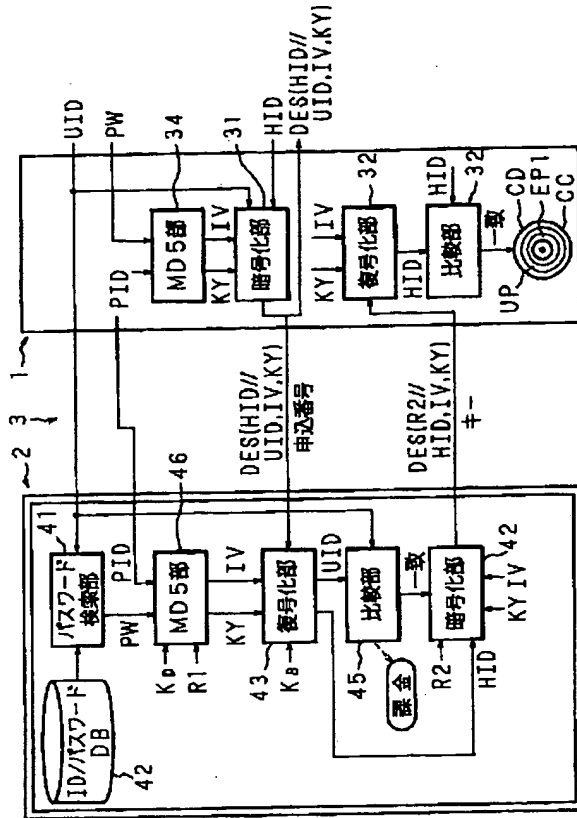 1
3
2
UID
41
パスワード
検索部
PID
PW
ID/パスワード
DB
42
PID
PW
46
MD5部
KD
R1
KY
IV
MD5部
34
KY
IV
31
暗号化部
HID
DES(HID//
UID,IV,KY)
DES(HID//
UID,IV,KY)
申込番号
43
復号化部
KB
UID
45
比較部
課金
一致
暗号化部
42
R2
HID
KY
IV
DES(R2//
HID,IV,KY)
キー
KY
IV
復号化部
32
HID
HID
比較部
32
一致
UP
CD
EP1
CC